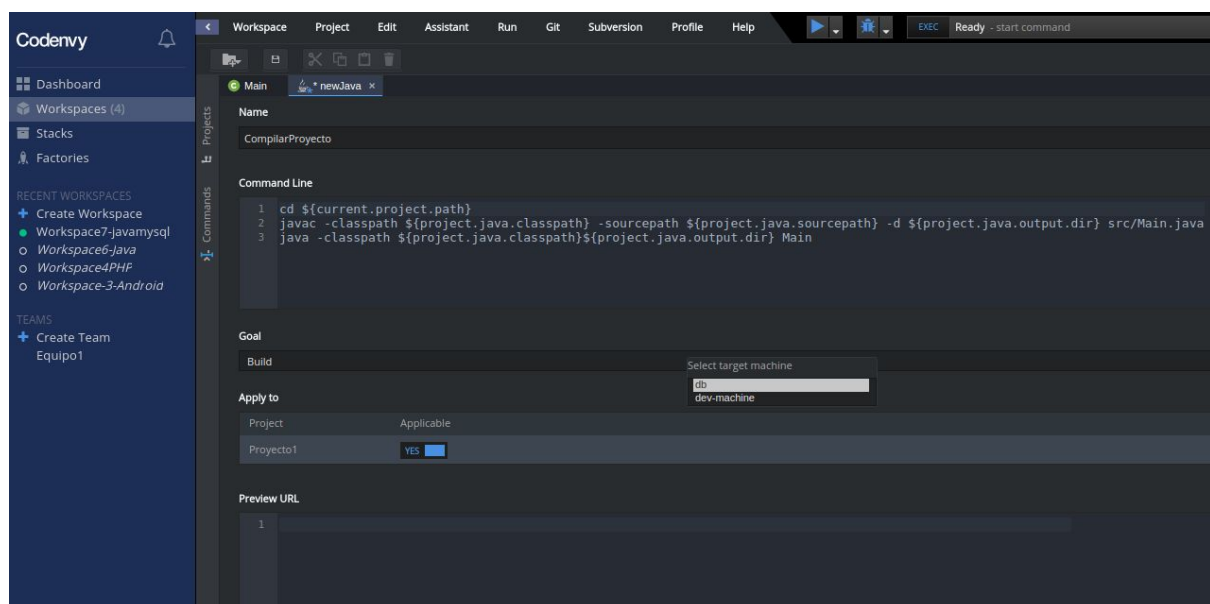 Codenvy
Dashboard
Workspaces (4)
Stacks
Factories
RECENT WORKSPACES
Create Workspace
Workspace7-javamysql
Workspace6-Java
Workspace4PHP
Workspace-3-Android
TEAMS
Create Team
Equipo1
Workspace Project Edit Assistant Run Git Subversion Profile Help EXEC Ready - start command
Main * newJava ×
Projects
Commands
Name
CompilarProyecto
Command Line
1 cd ${current.project.path}
2 javac -classpath ${project.java.classpath} -sourcepath ${project.java.sourcepath} -d ${project.java.output.dir} src/Main.java
3 java -classpath ${project.java.classpath}${project.java.output.dir} Main
Goal
Build
Select target machine
db
dev-machine
Apply to
Project Applicable
Proyecto1 YES
Preview URL
1